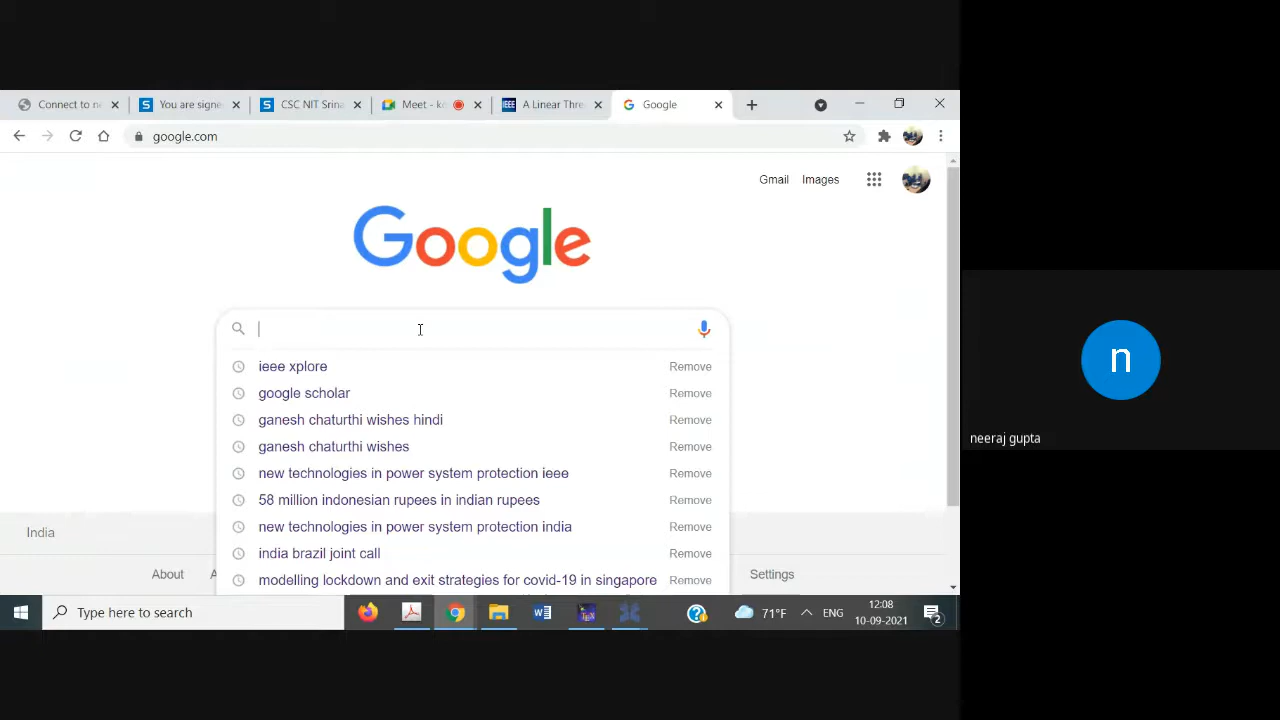 Connect to ne
You are signe
CSC NIT Srina
Meet - ko
A Linear Thre
Google
google.com
Gmail Images
Google
ieee xplore Remove
google scholar Remove
ganesh chaturthi wishes hindi Remove
ganesh chaturthi wishes Remove
new technologies in power system protection ieee Remove
58 million indonesian rupees in indian rupees Remove
new technologies in power system protection india Remove
india brazil joint call Remove
modelling lockdown and exit strategies for covid-19 in singapore Remove
India
About A Settings
Type here to search
71°F ENG
12:08
10-09-2021
2
n
neeraj gupta